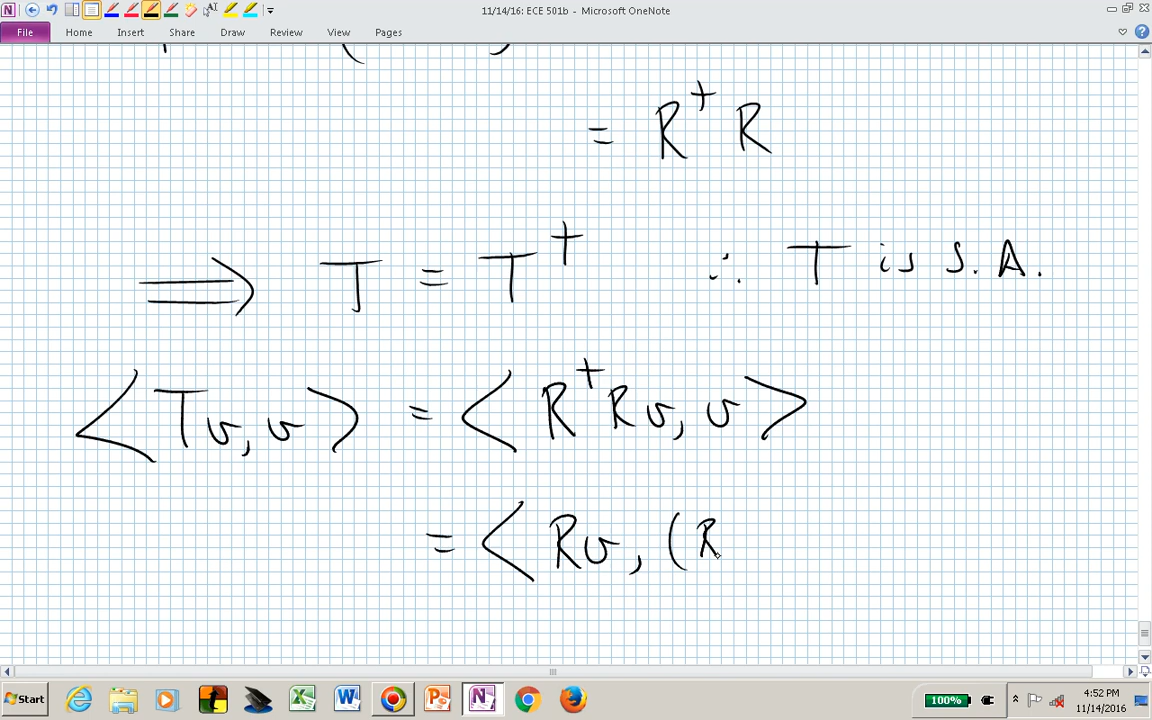 11/14/16: ECE 501b - Microsoft OneNote
File Home Insert Share Draw Review View Pages
= R† R
⟹ T = T† ∴ T is S.A.
<Tv, v> = <R†Rv, v>
= <Rv, (R
Start
100%
4:52 PM
11/14/2016